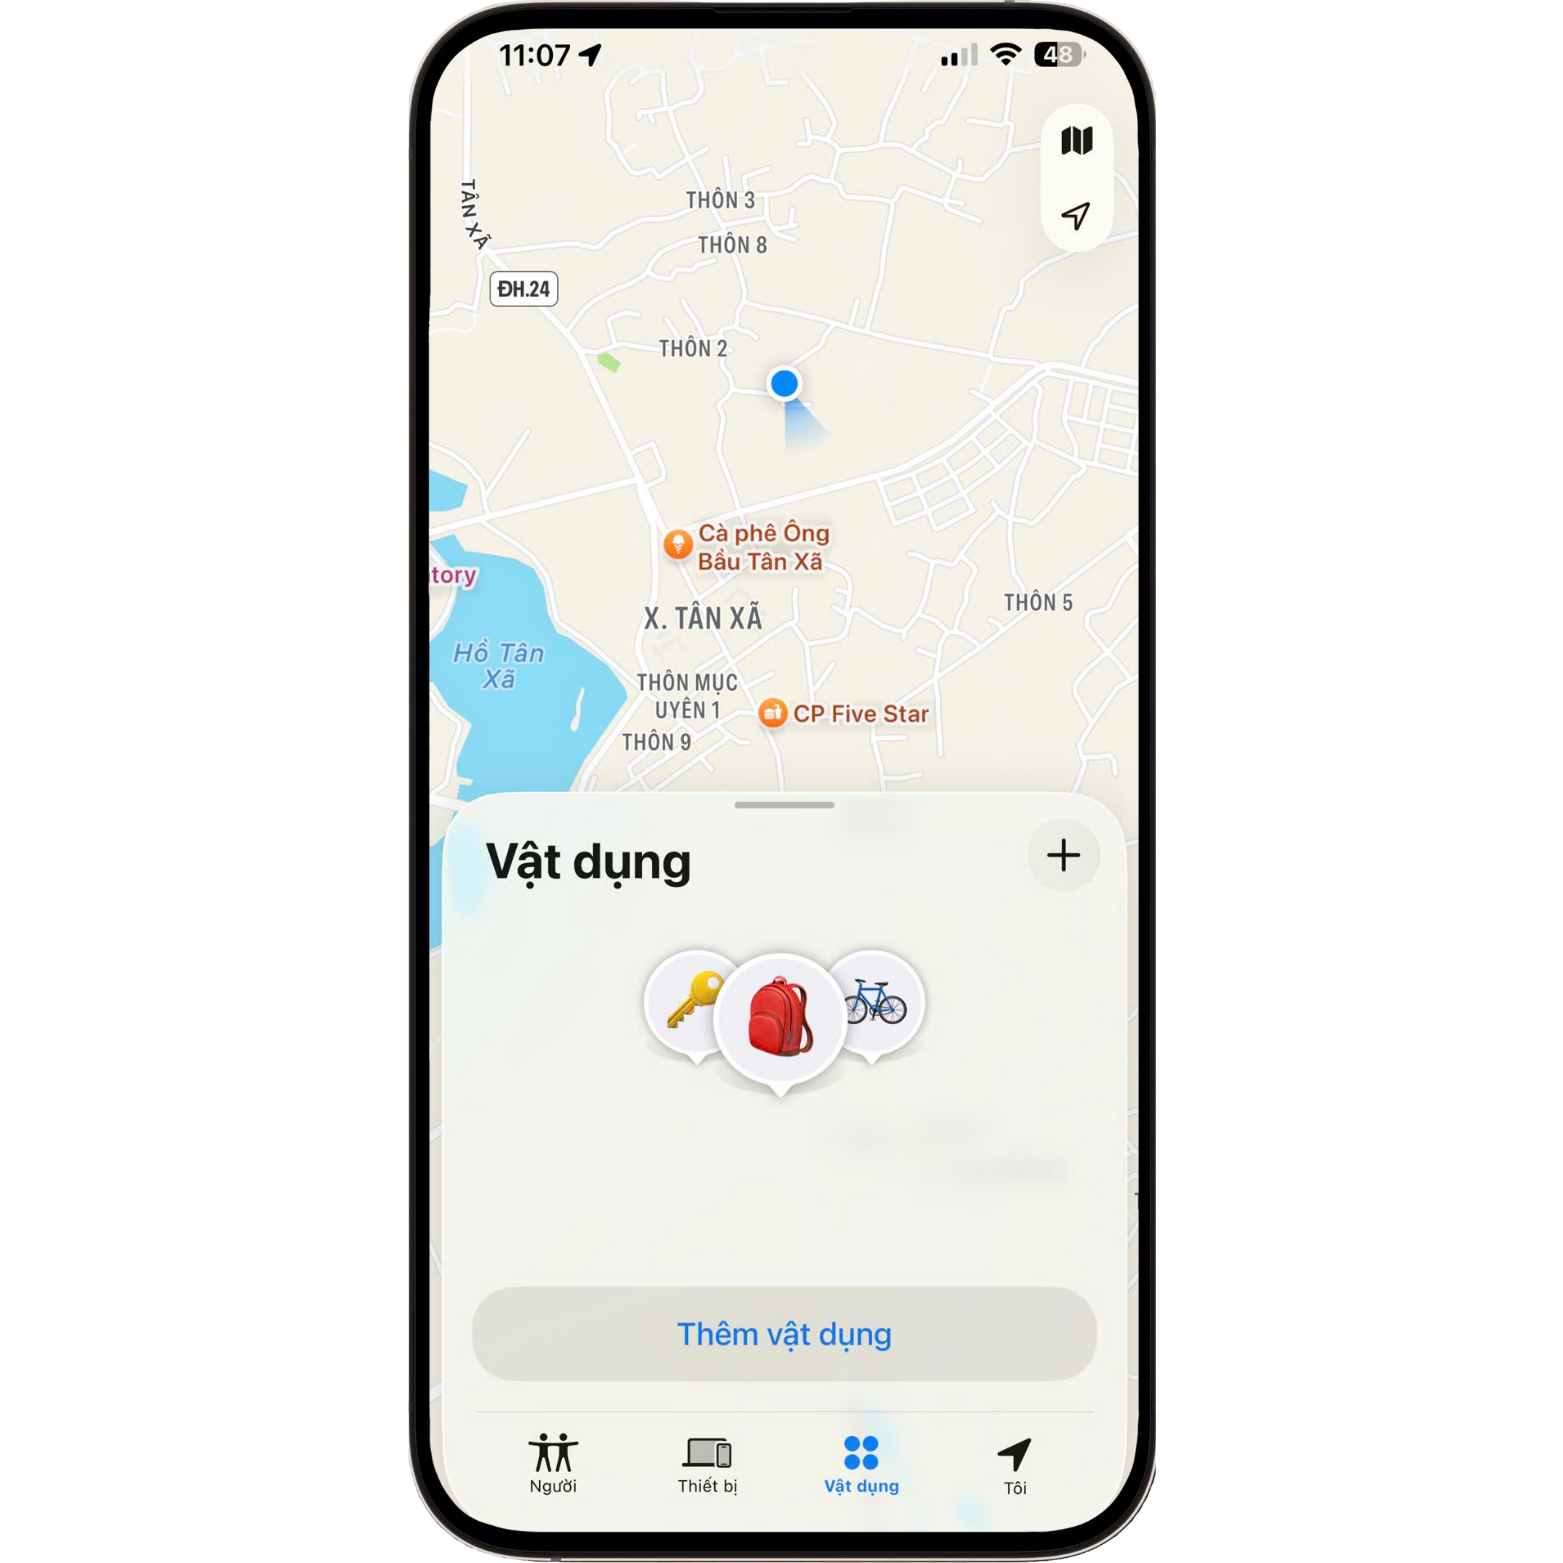 11:07
48
TÂN XÃ
THÔN 3
THÔN 8
ĐH.24
THÔN 2
Cà phê Ông
Bầu Tân Xã
tory
X. TÂN XÃ
THÔN 5
Hồ Tân
Xã
THÔN MỤC
UYÊN 1
CP Five Star
THÔN 9
Vật dụng
Thêm vật dụng
Người
Thiết bị
Vật dụng
Tôi